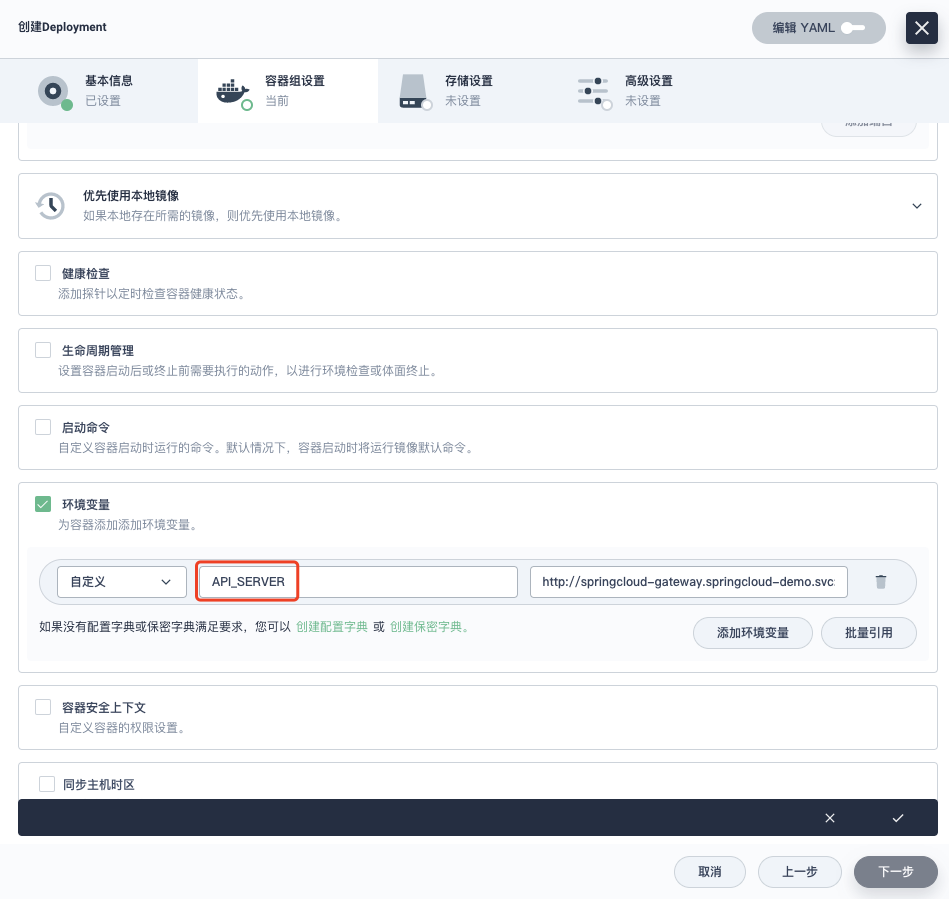 创建Deployment
编辑 YAML
基本信息
已设置
容器组设置
当前
存储设置
未设置
高级设置
未设置
优先使用本地镜像
如果本地存在所需的镜像，则优先使用本地镜像。
健康检查
添加探针以定时检查容器健康状态。
生命周期管理
设置容器启动后或终止前需要执行的动作，以进行环境检查或体面终止。
启动命令
自定义容器启动时运行的命令。默认情况下，容器启动时将运行镜像默认命令。
环境变量
为容器添加添加环境变量。
自定义
API_SERVER
http://springcloud-gateway.springcloud-demo.svc
如果没有配置字典或保密字典满足要求，您可以 创建配置字典 或 创建保密字典。
添加环境变量
批量引用
容器安全上下文
自定义容器的权限设置。
同步主机时区
取消
上一步
下一步